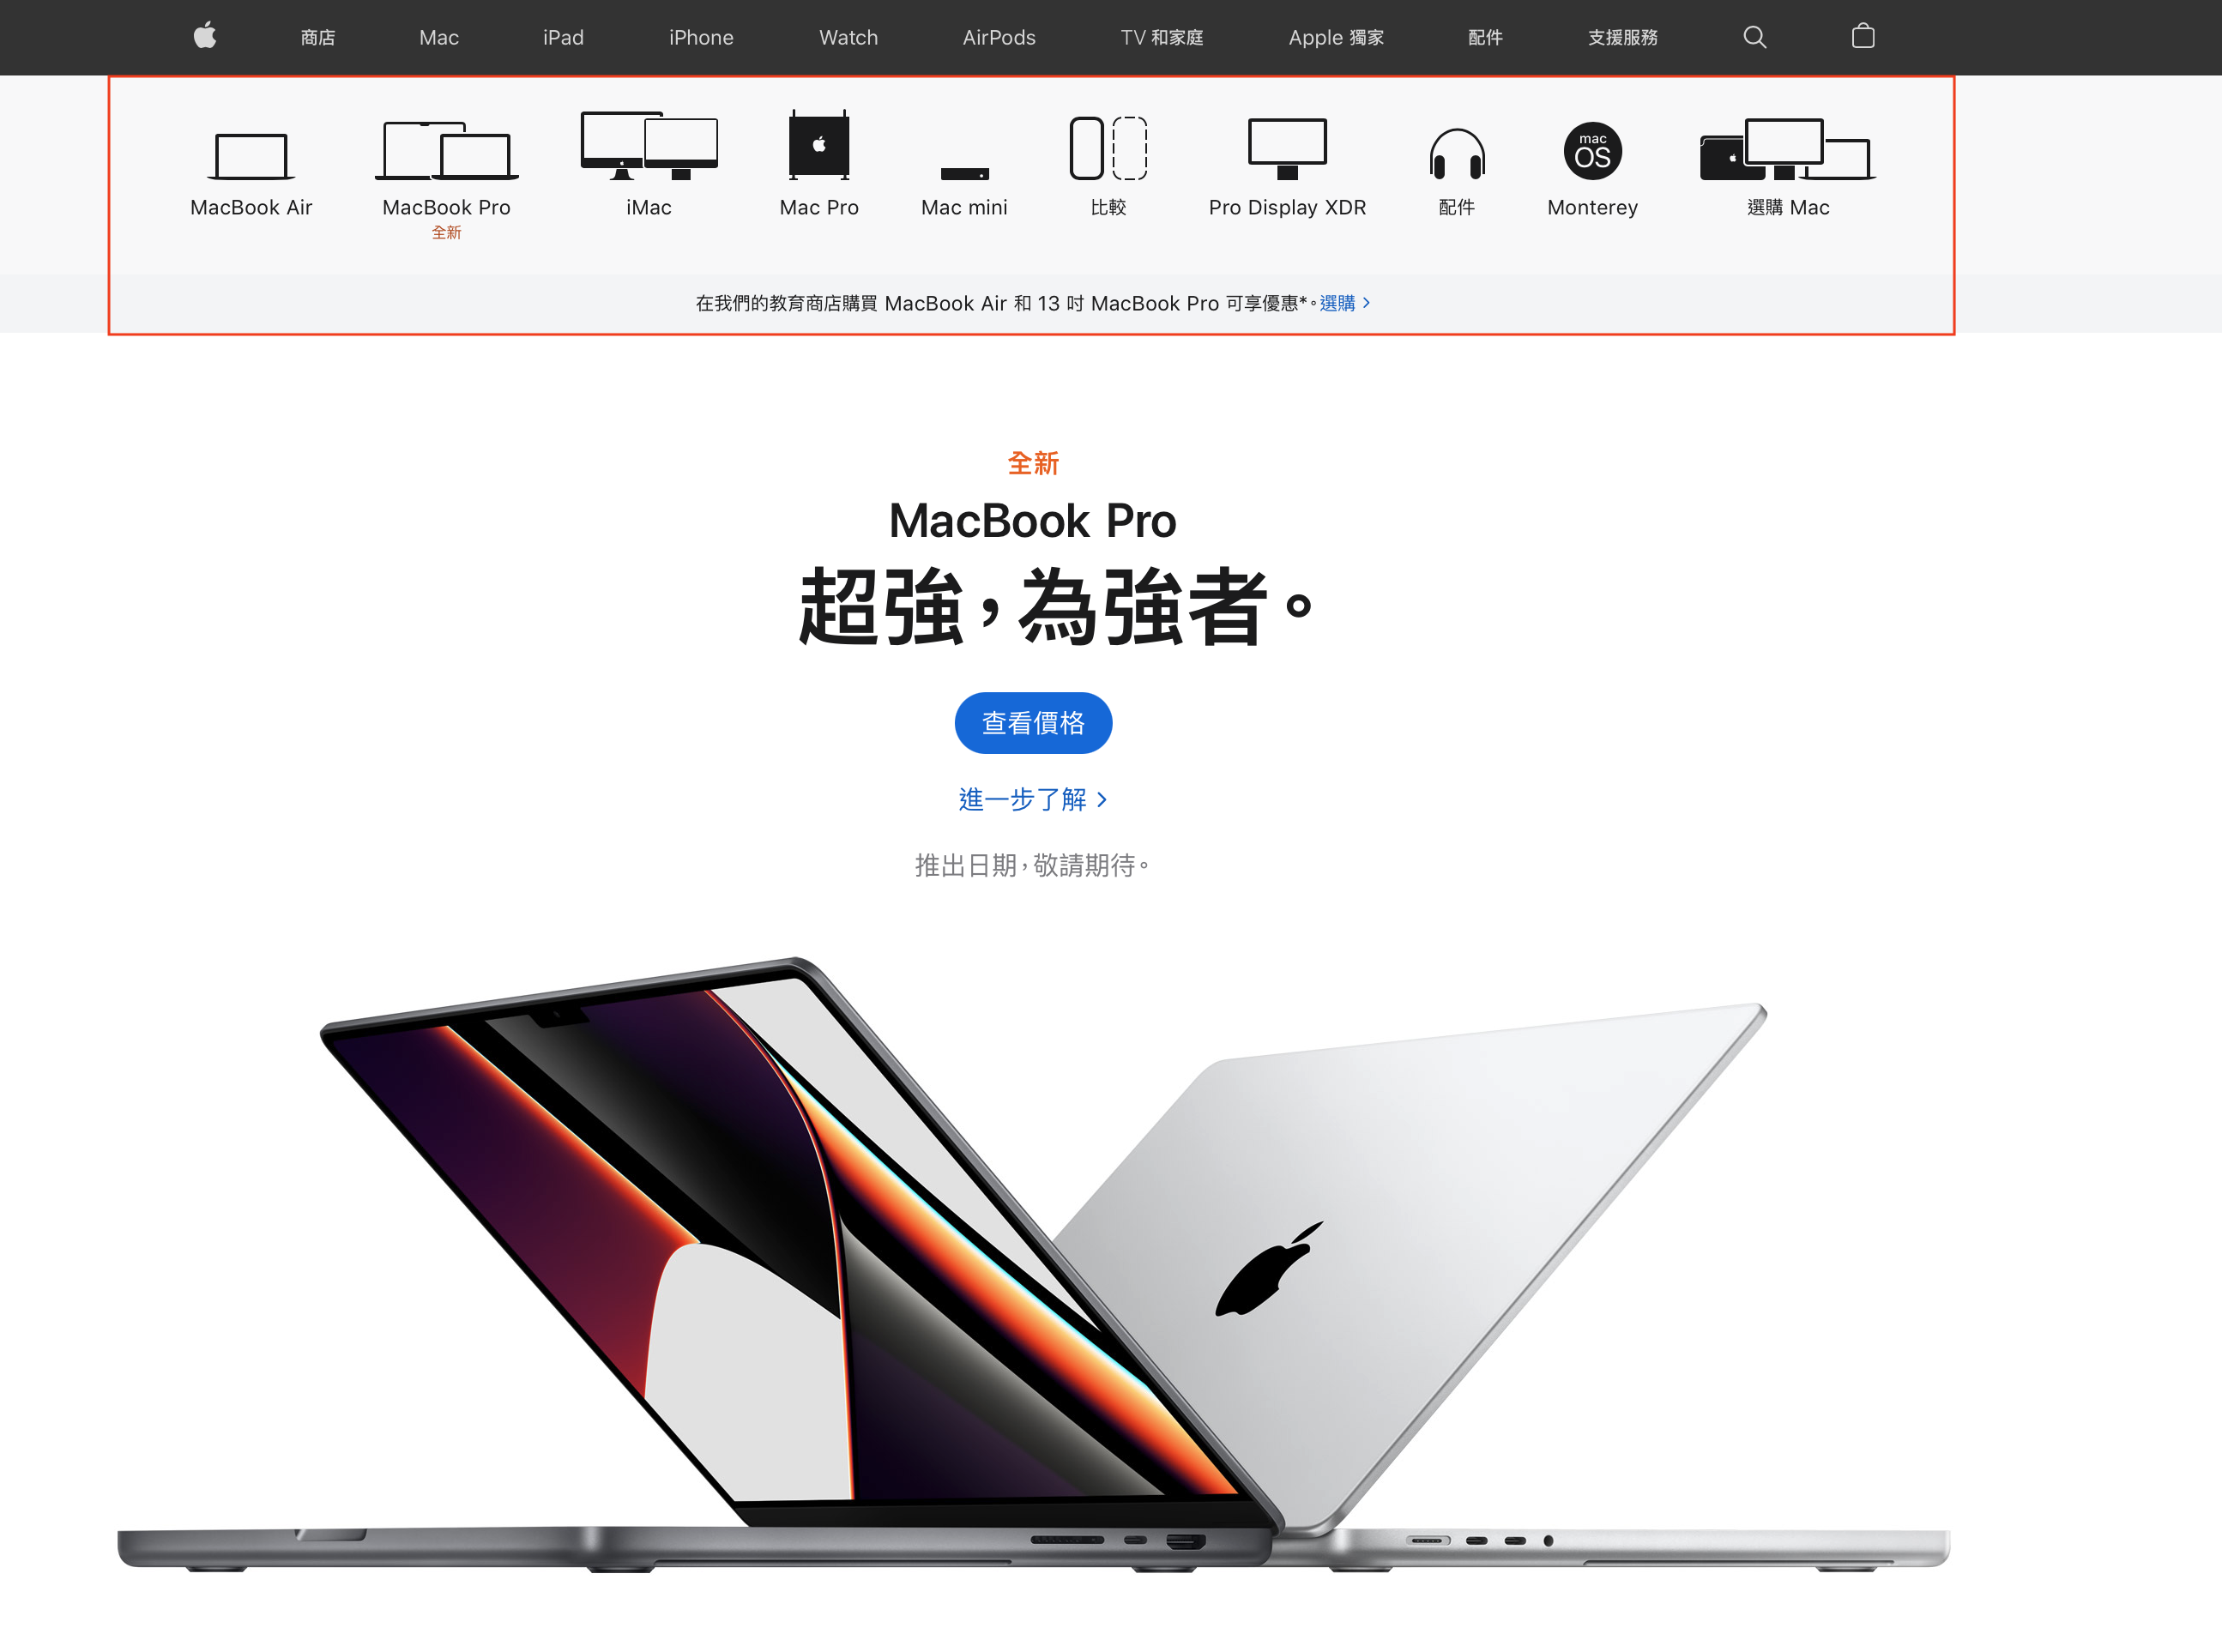 商店 Mac iPad iPhone Watch AirPods TV 和家庭 Apple 獨家 配件 支援服務
mac
OS
MacBook Air MacBook Pro iMac Mac Pro Mac mini 比較 Pro Display XDR 配件 Monterey 選購 Mac
全新
在我們的教育商店購買 MacBook Air 和 13 吋 MacBook Pro 可享優惠*。選購 >
全新
MacBook Pro
超強，為強者。
查看價格
進一步了解 >
推出日期，敬請期待。